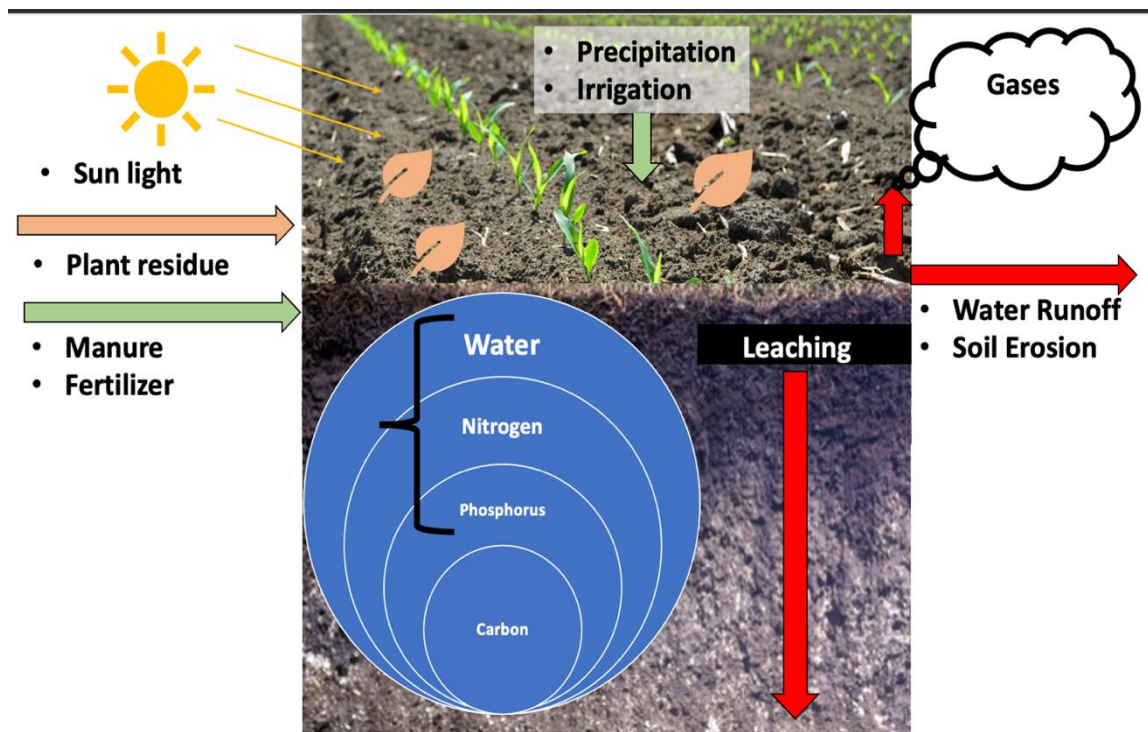 • Precipitation
• Irrigation
Gases
• Sun light
• Plant residue
• Manure
• Fertilizer
• Water Runoff
• Soil Erosion
Water
Leaching
Nitrogen
Phosphorus
Carbon